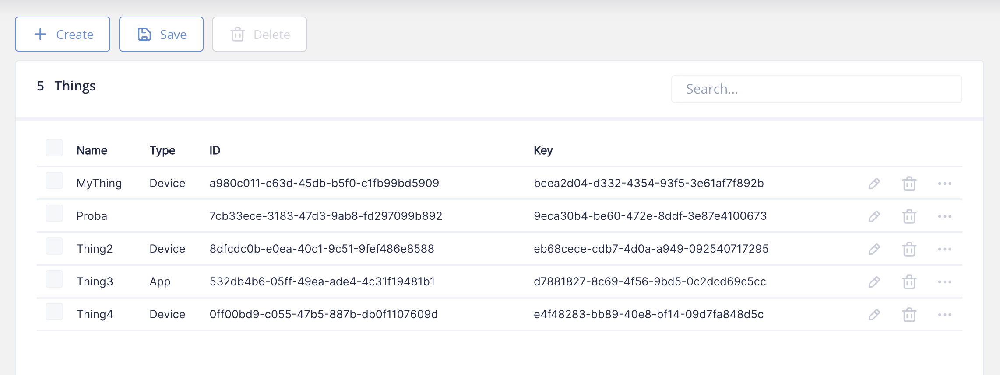 Create Save Delete
5 Things Search...
Name Type ID Key
MyThing Device a980c011-c63d-45db-b5f0-c1fb99bd5909 beea2d04-d332-4354-93f5-3e61af7f892b
Proba 7cb33ece-3183-47d3-9ab8-fd297099b892 9eca30b4-be60-472e-8ddf-3e87e4100673
Thing2 Device 8dfcdc0b-e0ea-40c1-9c51-9fef486e8588 eb68cece-cdb7-4d0a-a949-092540717295
Thing3 App 532db4b6-05ff-49ea-ade4-4c31f19481b1 d7881827-8c69-4f56-9bd5-0c2dcd69c5cc
Thing4 Device 0ff00bd9-c055-47b5-887b-db0f1107609d e4f48283-bb89-40e8-bf14-09d7fa848d5c